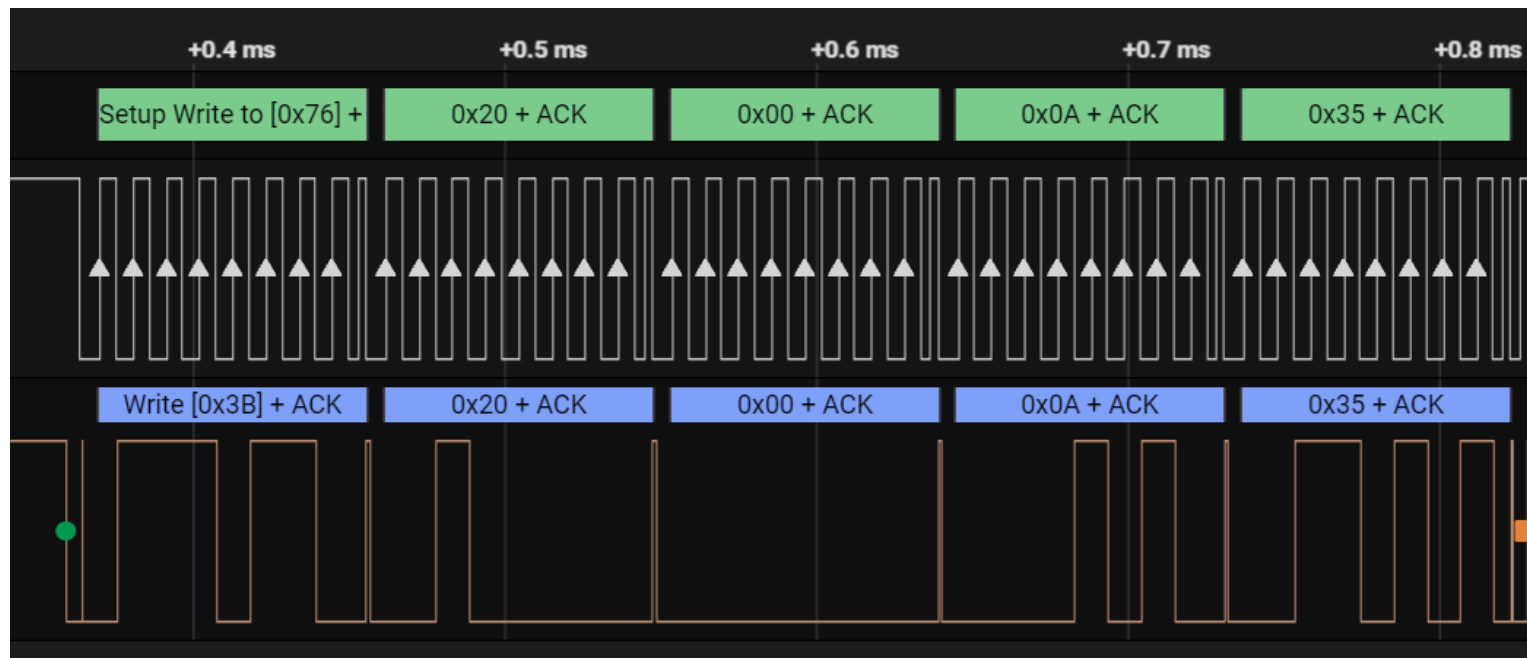 +0.4 ms +0.5 ms +0.6 ms +0.7 ms +0.8 ms
Setup Write to [0x76] + 0x20 + ACK 0x00 + ACK 0x0A + ACK 0x35 + ACK
Write [0x3B] + ACK 0x20 + ACK 0x00 + ACK 0x0A + ACK 0x35 + ACK